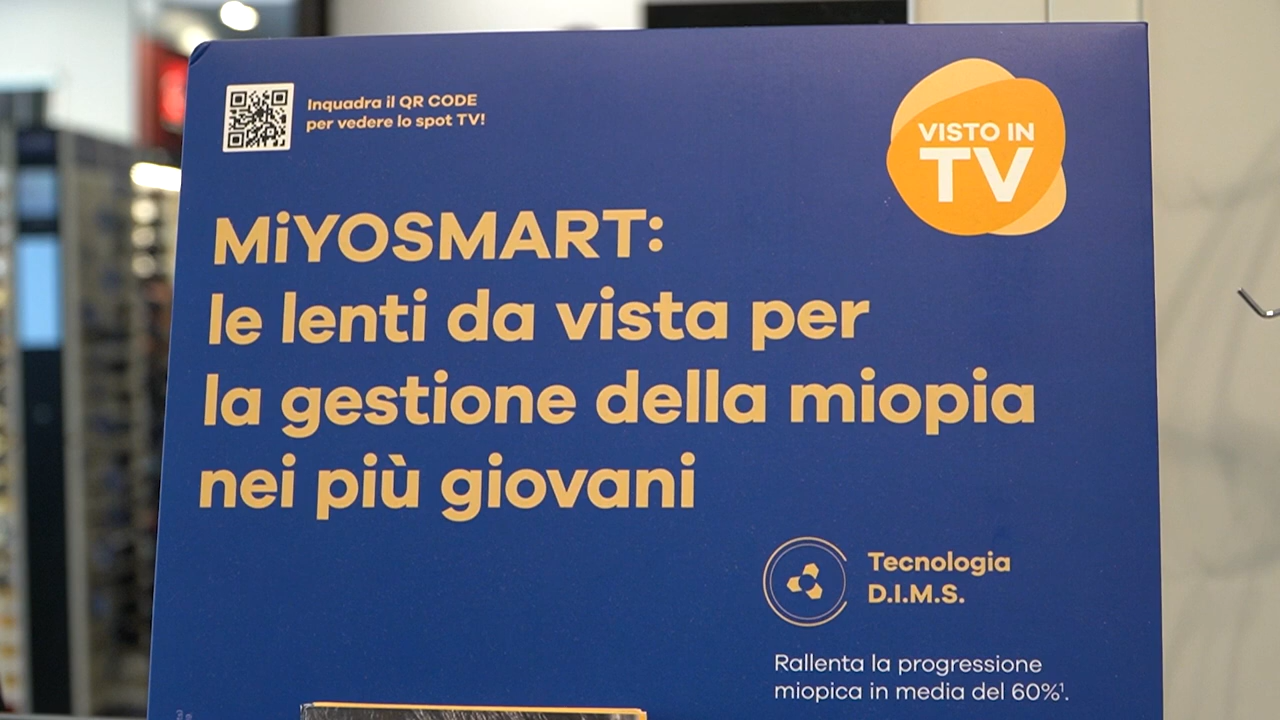 Inquadra il QR CODE
per vedere lo spot TV!
VISTO IN
TV
MiYOSMART:
le lenti da vista per
la gestione della miopia
nei più giovani
Tecnologia
D.I.M.S.
Rallenta la progressione
miopica in media del 60%¹.